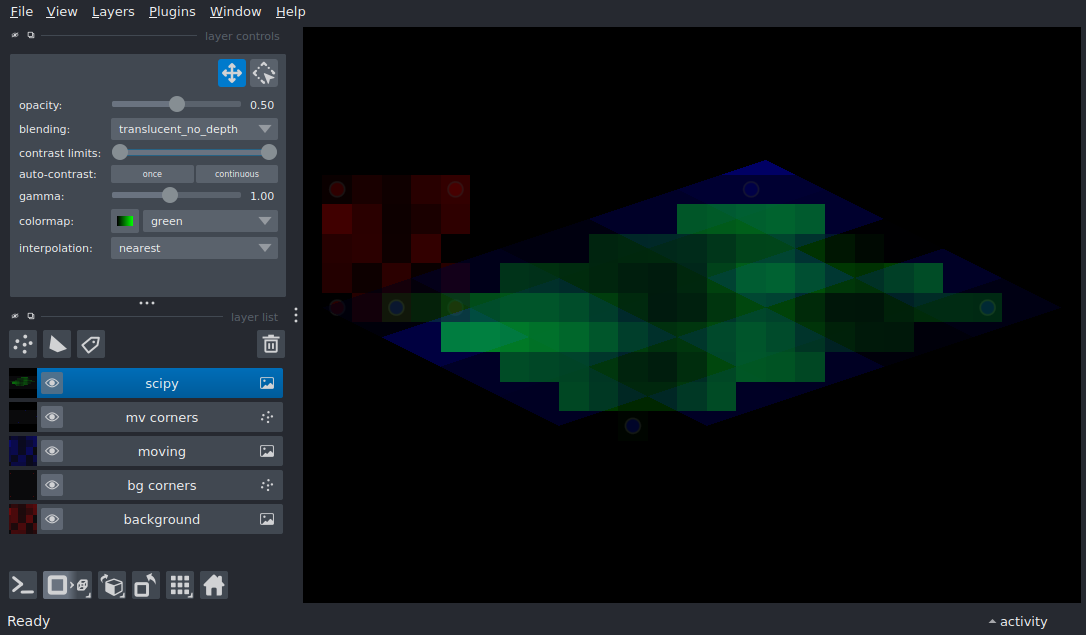 File View Layers Plugins Window Help
layer controls
opacity: 0.50
blending: translucent_no_depth
contrast limits:
auto-contrast: once continuous
gamma: 1.00
colormap: green
interpolation: nearest
layer list
scipy
mv corners
moving
bg corners
background
Ready activity